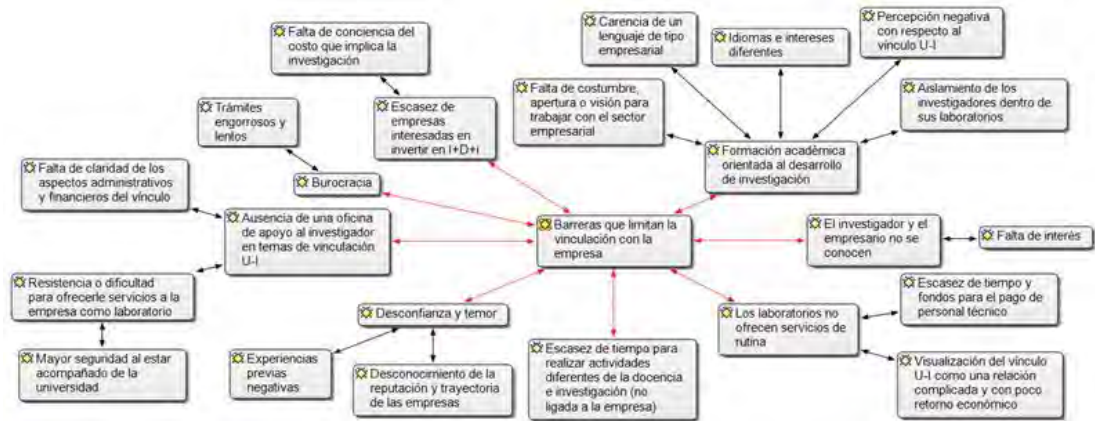 Falta de conciencia del
costo que implica la
investigación
Carencia de un
lenguaje de tipo
empresarial
Idiomas e intereses
diferentes
Percepción negativa
con respecto al
vínculo U-I
Trámites
engorrosos y
lentos
Escasez de
empresas
interesadas en
invertir en I+D+i
Falta de costumbre,
apertura o visión para
trabajar con el sector
empresarial
Aislamiento de los
investigadores dentro de
sus laboratorios
Formación académica
orientada al desarrollo
de investigación
Falta de claridad de los
aspectos administrativos
y financieros del vínculo
Burocracia
Ausencia de una oficina
de apoyo al investigador
en temas de vinculación
U-I
Barreras que limitan la
vinculación con la
empresa
El investigador y el
empresario no se
conocen
Falta de interés
Resistencia o dificultad
para ofrecerle servicios a la
empresa como laboratorio
Desconfianza y temor
Los laboratorios no
ofrecen servicios de
rutina
Escasez de tiempo y
fondos para el pago de
personal técnico
Mayor seguridad al estar
acompañado de la
universidad
Experiencias
previas
negativas
Desconocimiento de la
reputación y trayectoria
de las empresas
Escasez de tiempo para
realizar actividades
diferentes de la docencia
e investigación (no
ligada a la empresa)
Visualización del vínculo
U-I como una relación
complicada y con poco
retorno económico